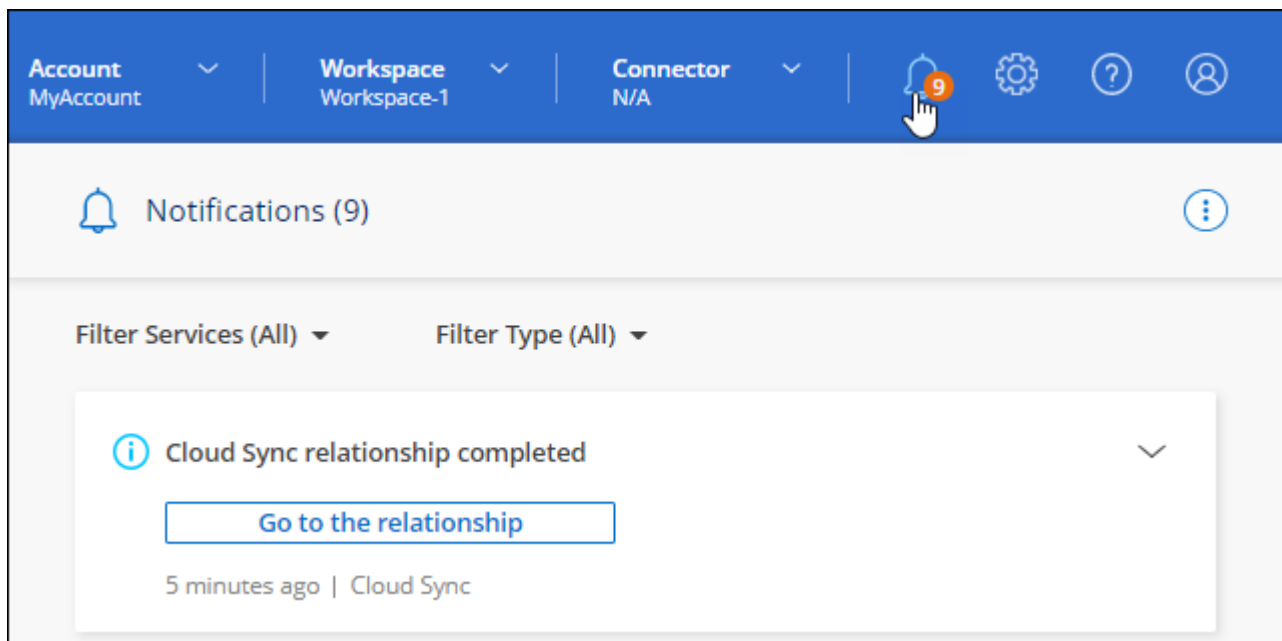 Account
MyAccount
Workspace
Workspace-1
Connector
N/A
9
Notifications (9)
Filter Services (All)
Filter Type (All)
Cloud Sync relationship completed
Go to the relationship
5 minutes ago | Cloud Sync